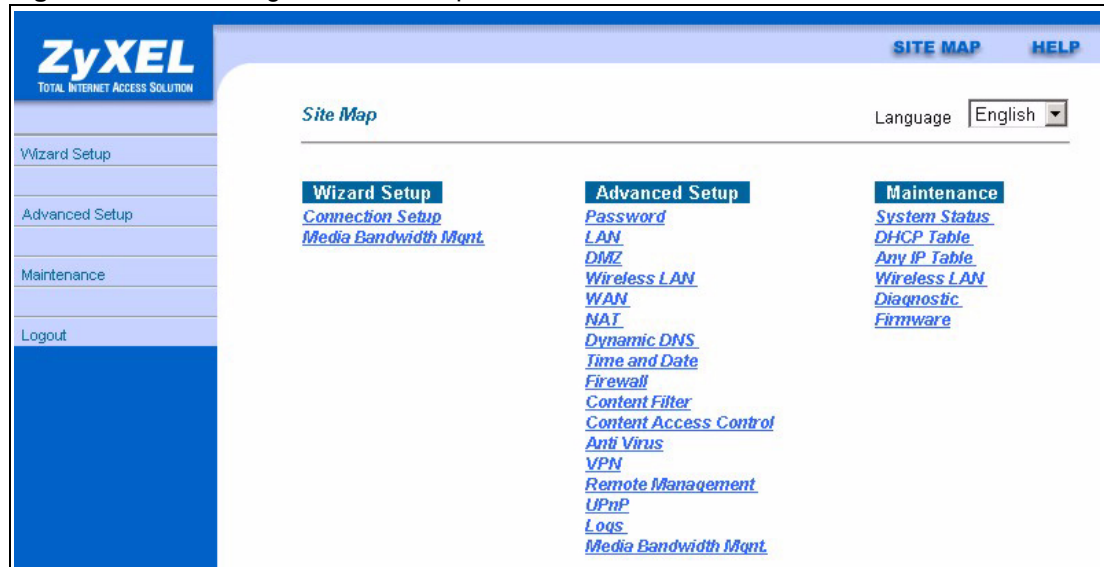 SITE MAP HELP
ZyXEL
TOTAL INTERNET ACCESS SOLUTION
Site Map
Language English
Wizard Setup
Advanced Setup
Maintenance
Logout
Wizard Setup
Connection Setup
Media Bandwidth Mgnt.
Advanced Setup
Password
LAN
DMZ
Wireless LAN
WAN
NAT
Dynamic DNS
Time and Date
Firewall
Content Filter
Content Access Control
Anti Virus
VPN
Remote Management
UPnP
Logs
Media Bandwidth Mgnt.
Maintenance
System Status
DHCP Table
Any IP Table
Wireless LAN
Diagnostic
Firmware